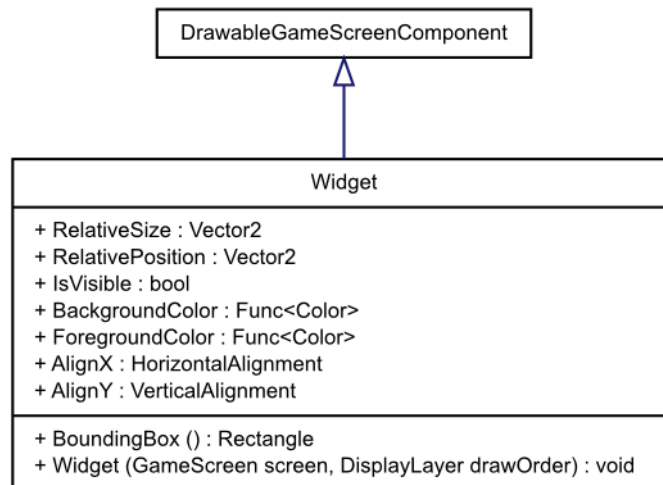 DrawableGameScreenComponent
Widget
+ RelativeSize : Vector2
+ RelativePosition : Vector2
+ IsVisible : bool
+ BackgroundColor : Func<Color>
+ ForegroundColor : Func<Color>
+ AlignX : HorizontalAlignment
+ AlignY : VerticalAlignment
+ BoundingBox () : Rectangle
+ Widget (GameScreen screen, DisplayLayer drawOrder) : void